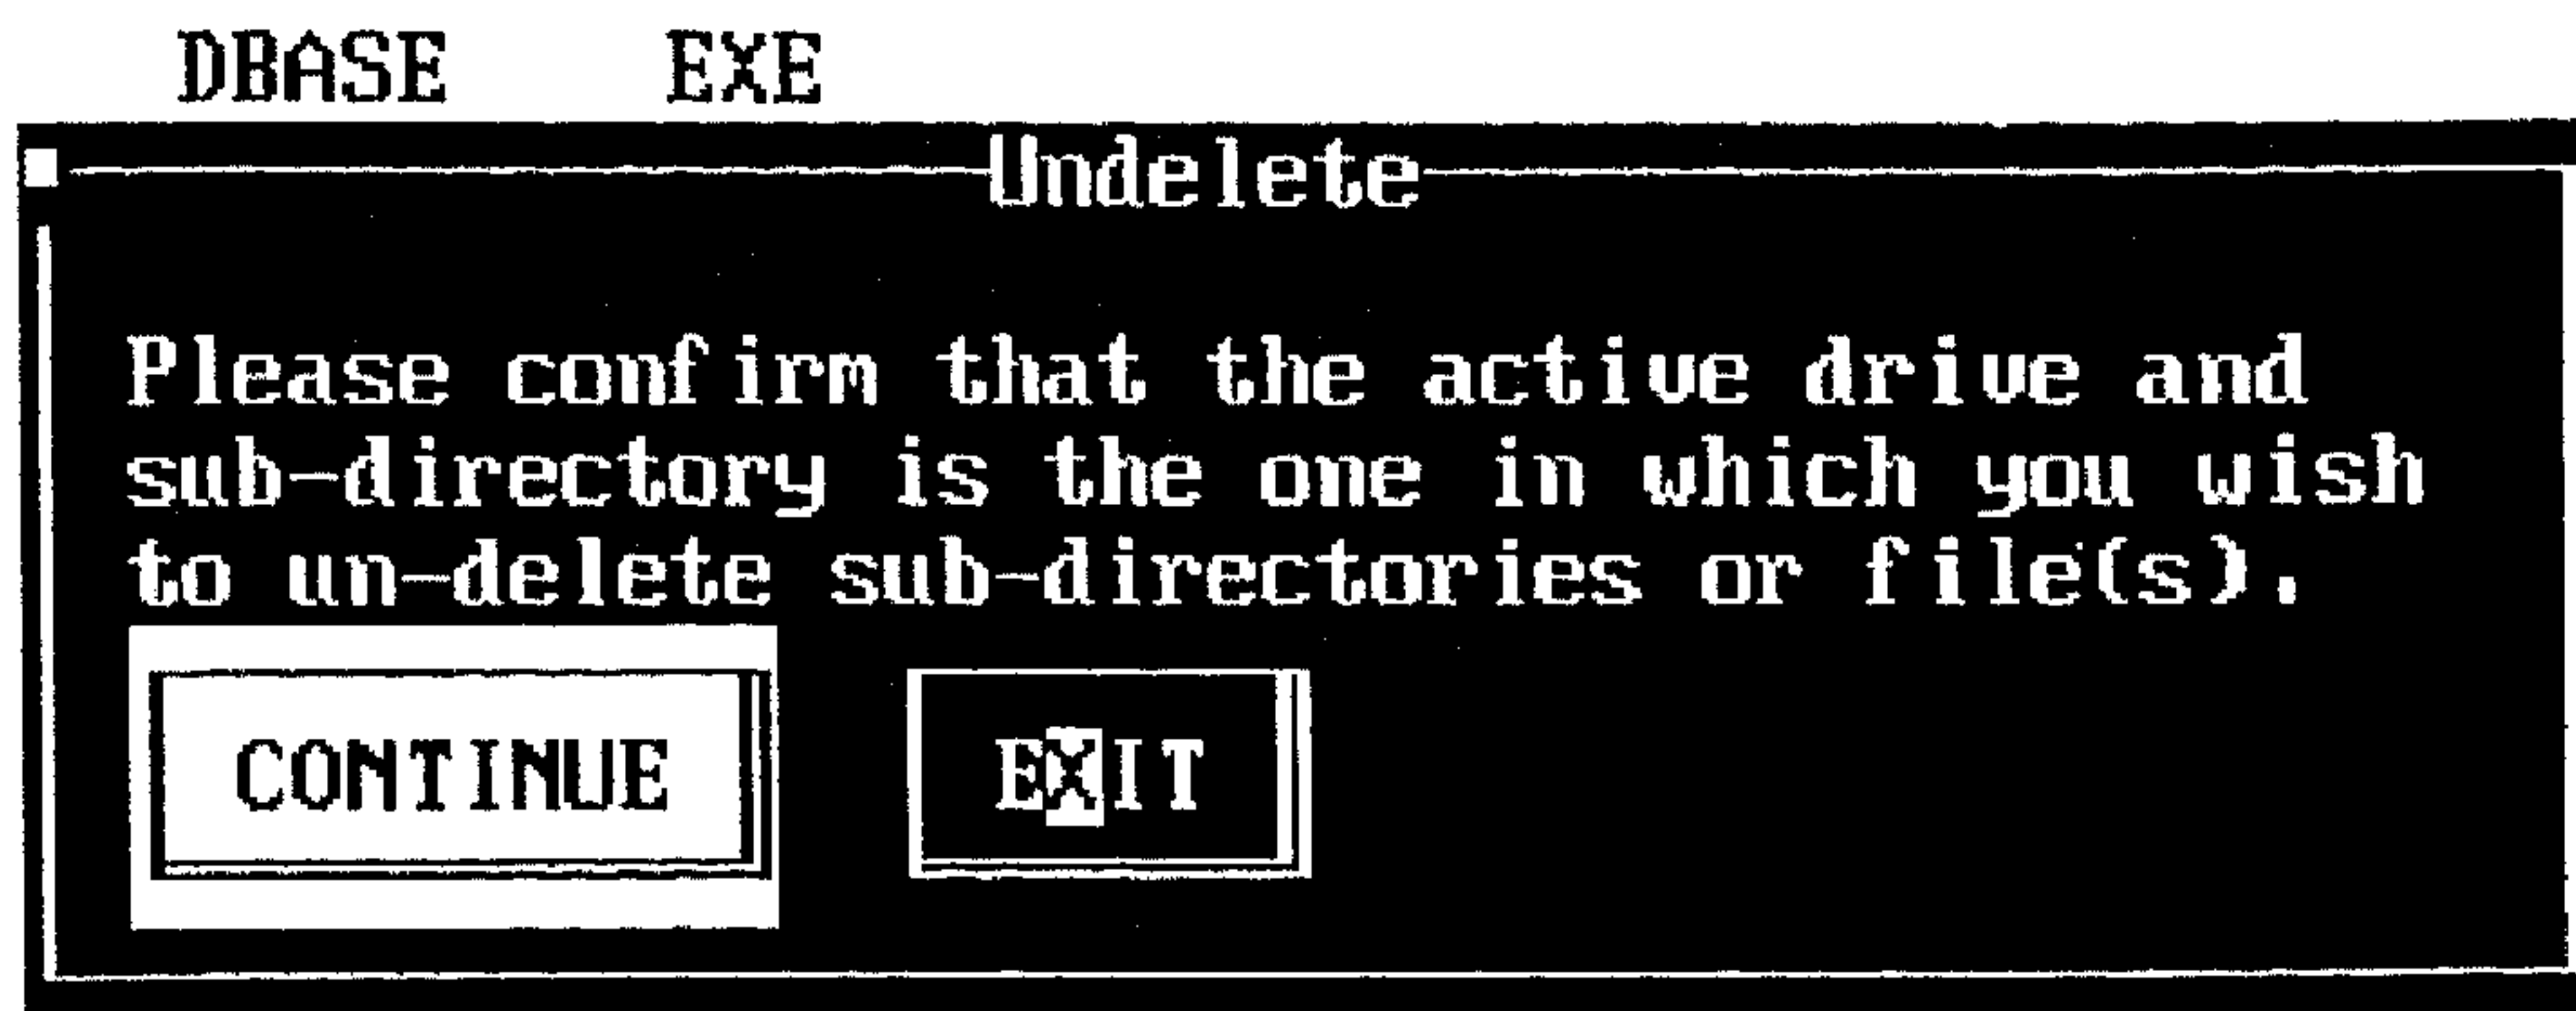 DBASE EXE
Undelete
Please confirm that the active drive and
sub-directory is the one in which you wish
to un-delete sub-directories or file(s).
CONTINUE EXIT